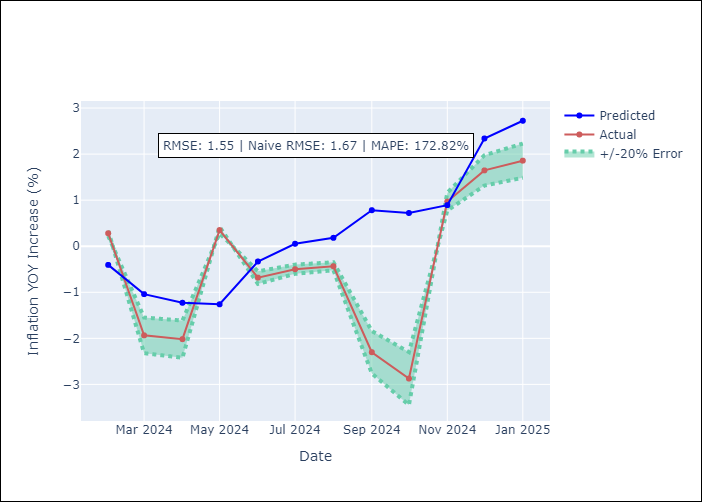 RMSE: 1.55 | Naive RMSE: 1.67 | MAPE: 172.82%
Predicted
Actual
+/-20% Error
3
2
1
0
−1
−2
−3
Inflation YOY Increase (%)
Mar 2024
May 2024
Jul 2024
Sep 2024
Nov 2024
Jan 2025
Date